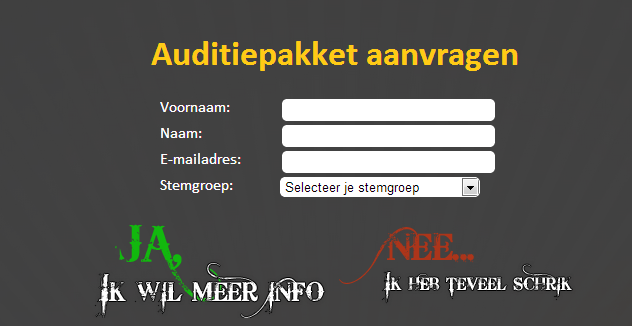 Auditiepakket aanvragen
Voornaam:
Naam:
E-mailadres:
Stemgroep: Selecteer je stemgroep
JA,
IK WIL MEER INFO
NEE...
IK HEB TEVEEL SCHRIK